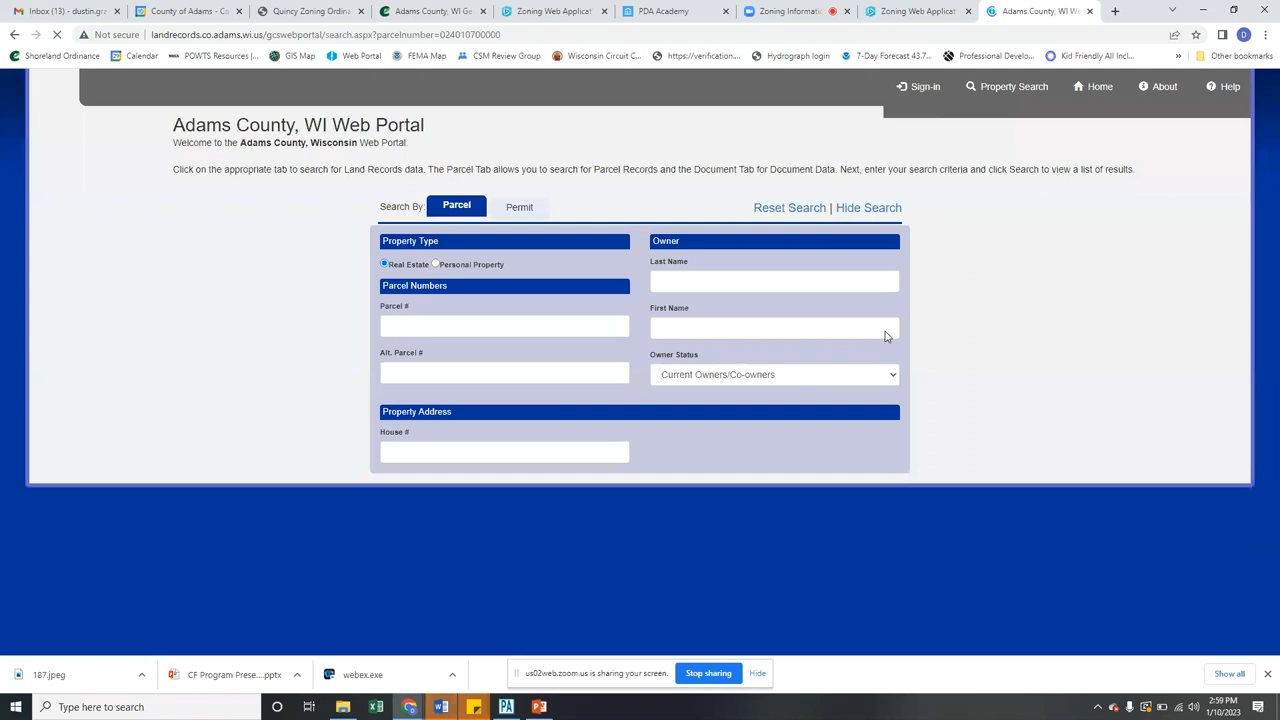 Inbox (13) - dustin.gra
County of Adams - Ca
Quincy Zoning Ordina
Adams County, WI Ge
Zoning Web Applicat
PDA Academy
Zoning Informatic
Zoning Web Applicati
Adams County, WI We
Not secure landrecords.co.adams.wi.us/gcswebportal/search.aspx?parcelnumber=024010700000
Shoreland Ordinance
Calendar
POWTS Resources |...
GIS Map
Web Portal
FEMA Map
CSM Review Group
Wisconsin Circuit C...
https://verification....
Hydrograph login
7-Day Forecast 43.7...
Professional Develo...
Kid Friendly All Incl...
Other bookmarks
Sign-in Property Search Home About Help
Adams County, WI Web Portal
Welcome to the Adams County, Wisconsin Web Portal.
Click on the appropriate tab to search for Land Records data. The Parcel Tab allows you to search for Parcel Records and the Document Tab for Document Data. Next, enter your search criteria and click Search to view a list of results.
Search By: Parcel Permit
Reset Search | Hide Search
Property Type
Real Estate Personal Property
Parcel Numbers
Parcel #
Alt. Parcel #
Owner
Last Name
First Name
Owner Status
Current Owners/Co-owners
Property Address
House #
187.jpeg
CF Program Prese....pptx
webex.exe
us02web.zoom.us is sharing your screen.
Stop sharing
Hide
Show all
Type here to search
2:59 PM
1/10/2023